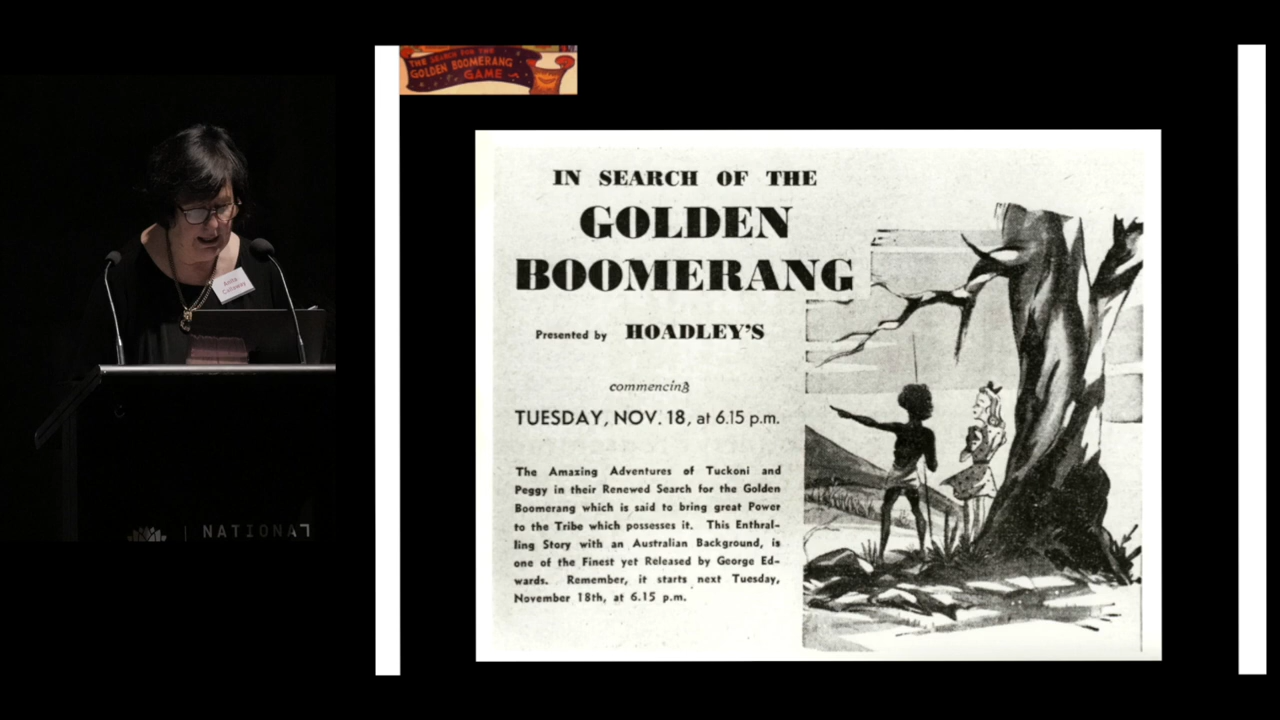 THE SEARCH FOR THE
GOLDEN BOOMERANG
GAME
Anita
Callaway
NATIONAL
IN SEARCH OF THE
GOLDEN
BOOMERANG
Presented by HOADLEY'S
commencing
TUESDAY, NOV. 18, at 6.15 p.m.
The Amazing Adventures of Tuckoni and
Peggy in their Renewed Search for the Golden
Boomerang which is said to bring great Power
to the Tribe which possesses it. This Enthral-
ling Story with an Australian Background, is
one of the Finest yet Released by George Ed-
wards. Remember, it starts next Tuesday,
November 18th, at 6.15 p.m.